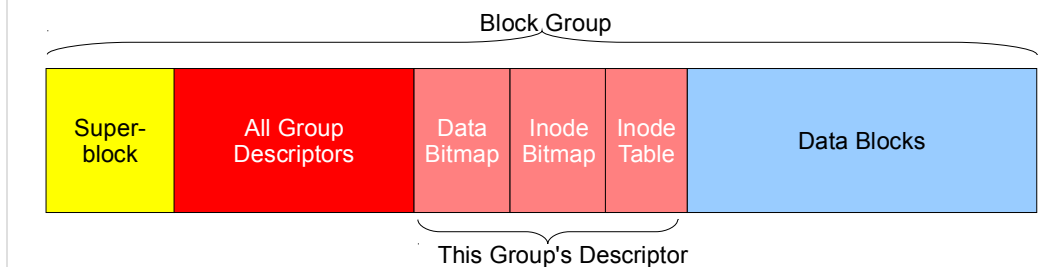 Block Group
Super-
block
All Group
Descriptors
Data
Bitmap
Inode
Bitmap
Inode
Table
Data Blocks
This Group's Descriptor